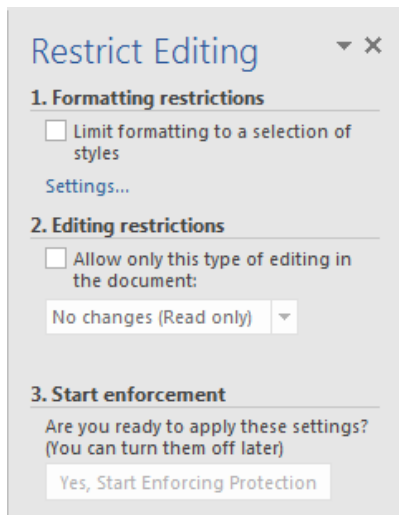 Restrict Editing
1. Formatting restrictions
Limit formatting to a selection of
styles
Settings...
2. Editing restrictions
Allow only this type of editing in
the document:
No changes (Read only)
3. Start enforcement
Are you ready to apply these settings?
(You can turn them off later)
Yes, Start Enforcing Protection